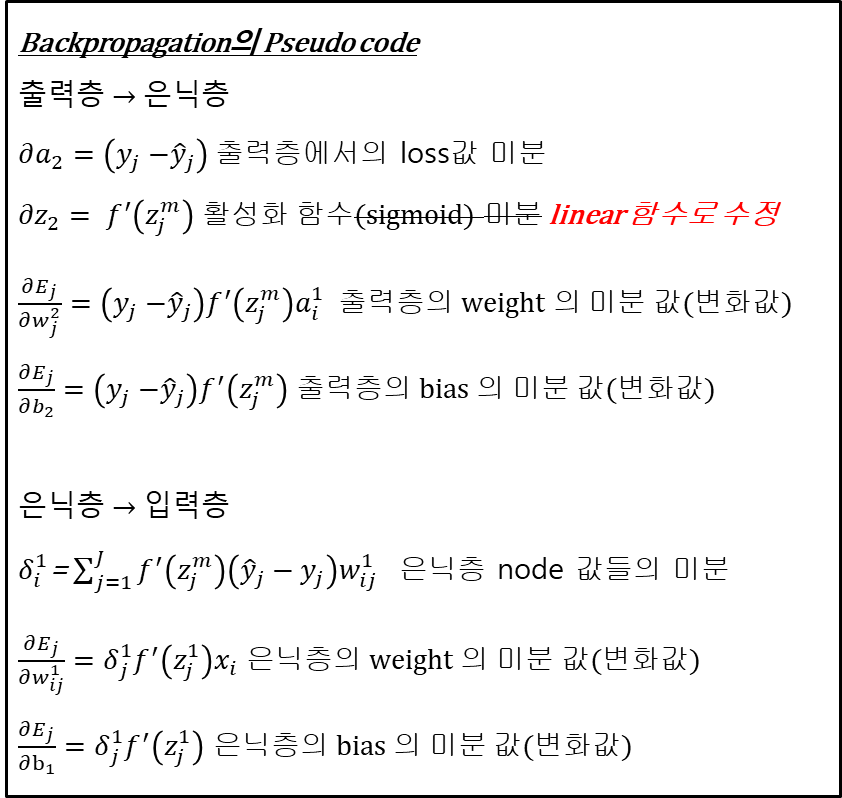 Backpropagation의 Pseudo code
출력층 → 은닉층
∂a₂ = (yⱼ − ŷⱼ) 출력층에서의 loss값 미분
∂z₂ = f′(zⱼᵐ) 활성화 함수(sigmoid) 미분 linear함수로 수정
∂Eⱼ/∂wⱼ² = (yⱼ − ŷⱼ)f′(zⱼᵐ)aᵢ¹ 출력층의 weight 의 미분 값(변화값)
∂Eⱼ/∂b₂ = (yⱼ − ŷⱼ)f′(zⱼᵐ) 출력층의 bias 의 미분 값(변화값)
은닉층 → 입력층
δᵢ¹ = ∑ⱼ₌₁ᴶ f′(zⱼᵐ)(ŷⱼ − yⱼ)wᵢⱼ¹ 은닉층 node 값들의 미분
∂Eⱼ/∂wᵢⱼ¹ = δⱼ¹f′(zⱼ¹)xᵢ 은닉층의 weight 의 미분 값(변화값)
∂Eⱼ/∂b₁ = δⱼ¹f′(zⱼ¹) 은닉층의 bias 의 미분 값(변화값)